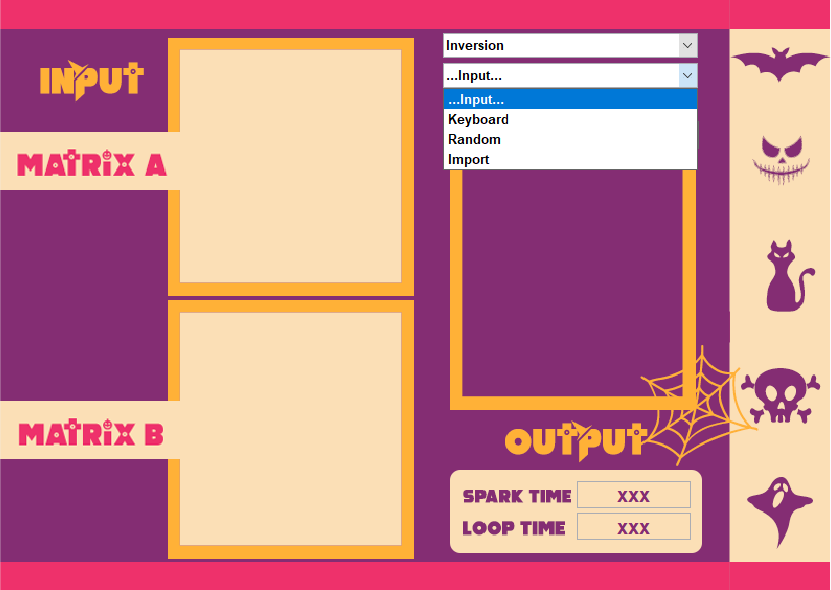 INPUT
MATRIX A
MATRIX B
Inversion
...Input...
...Input...
Keyboard
Random
Import
OUTPUT
SPARK TIME XXX
LOOP TIME XXX